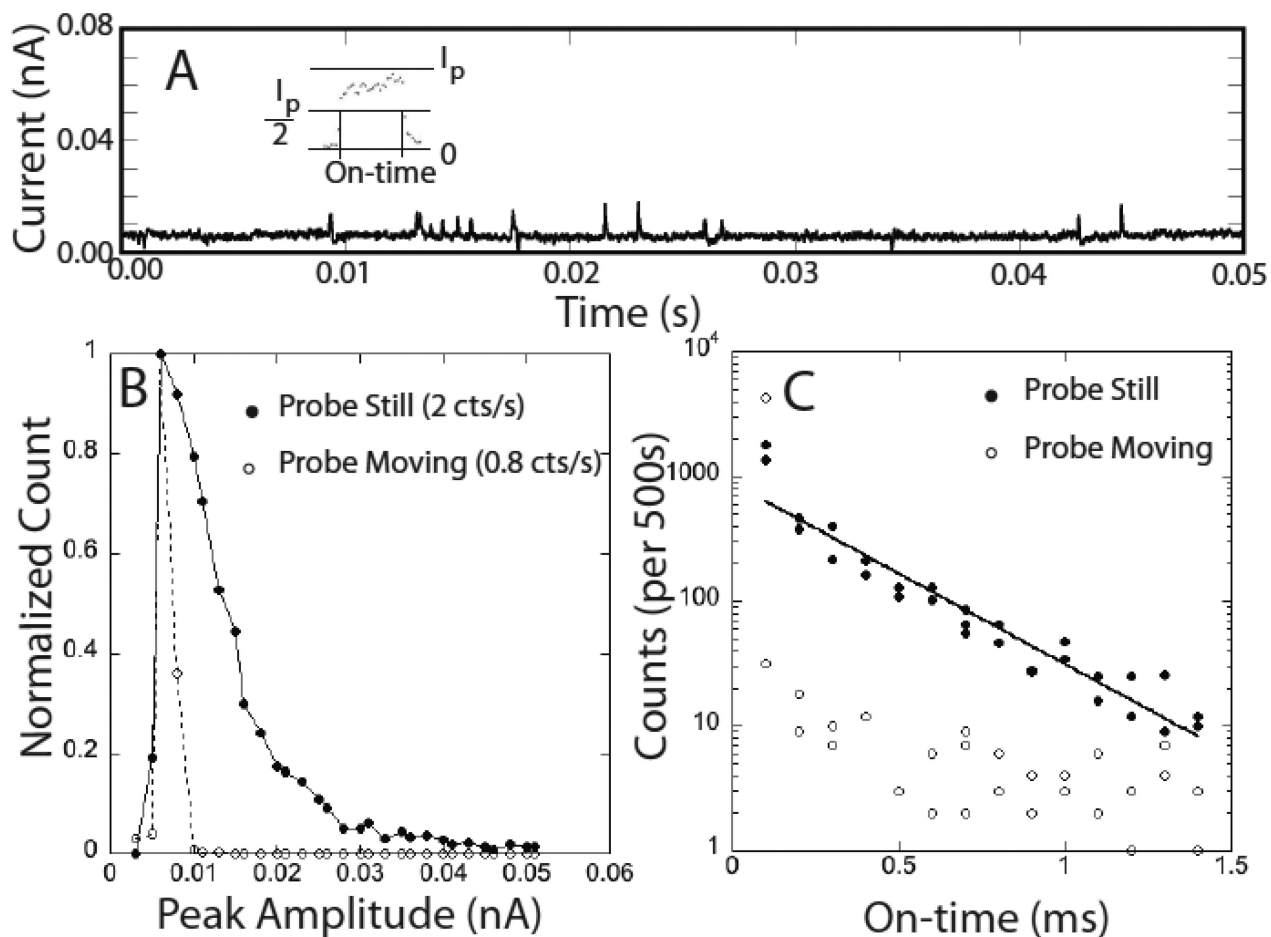 0.08
0.04
0.00
Current (nA)
A
Ip
Ip
2
0
On-time
0.00
0.01
0.02
0.03
0.04
0.05
Time (s)
1
0.8
0.6
0.4
0.2
0
Normalized Count
B
Probe Still (2 cts/s)
Probe Moving (0.8 cts/s)
0
0.01
0.02
0.03
0.04
0.05
0.06
Peak Amplitude (nA)
10⁴
1000
100
10
1
Counts (per 500s)
C
Probe Still
Probe Moving
0
0.5
1
1.5
On-time (ms)